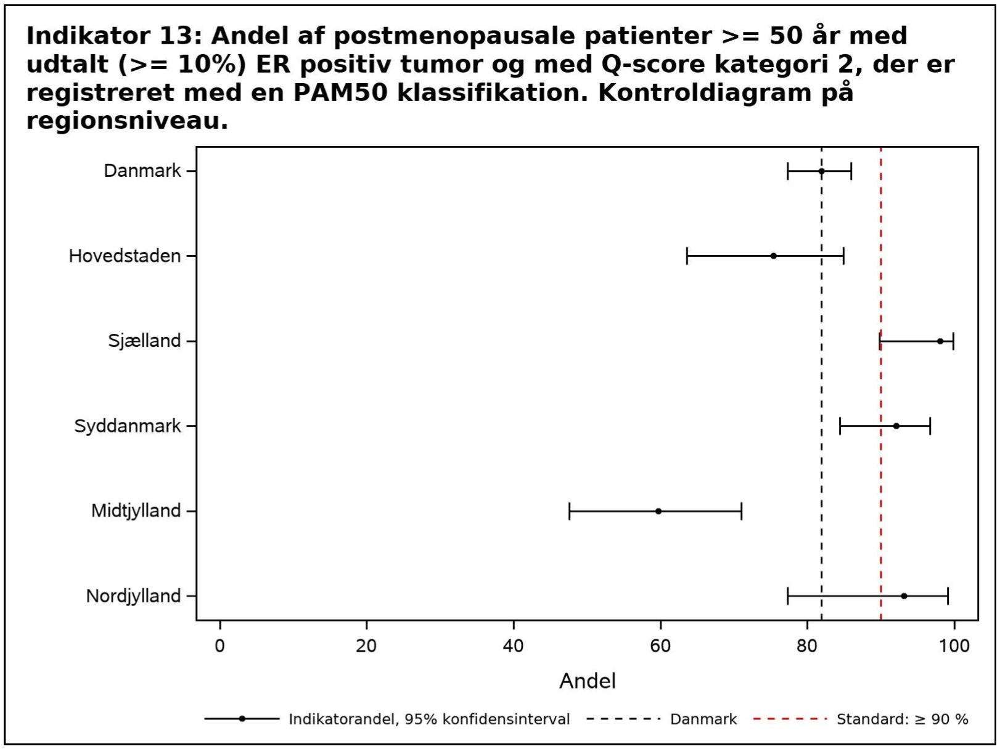 Indikator 13: Andel af postmenopausale patienter >= 50 år med
udtalt (>= 10%) ER positiv tumor og med Q-score kategori 2, der er
registreret med en PAM50 klassifikation. Kontroldiagram på
regionsniveau.
Danmark
Hovedstaden
Sjælland
Syddanmark
Midtjylland
Nordjylland
0 20 40 60 80 100
Andel
Indikatorandel, 95% konfidensinterval Danmark Standard: ≥ 90 %